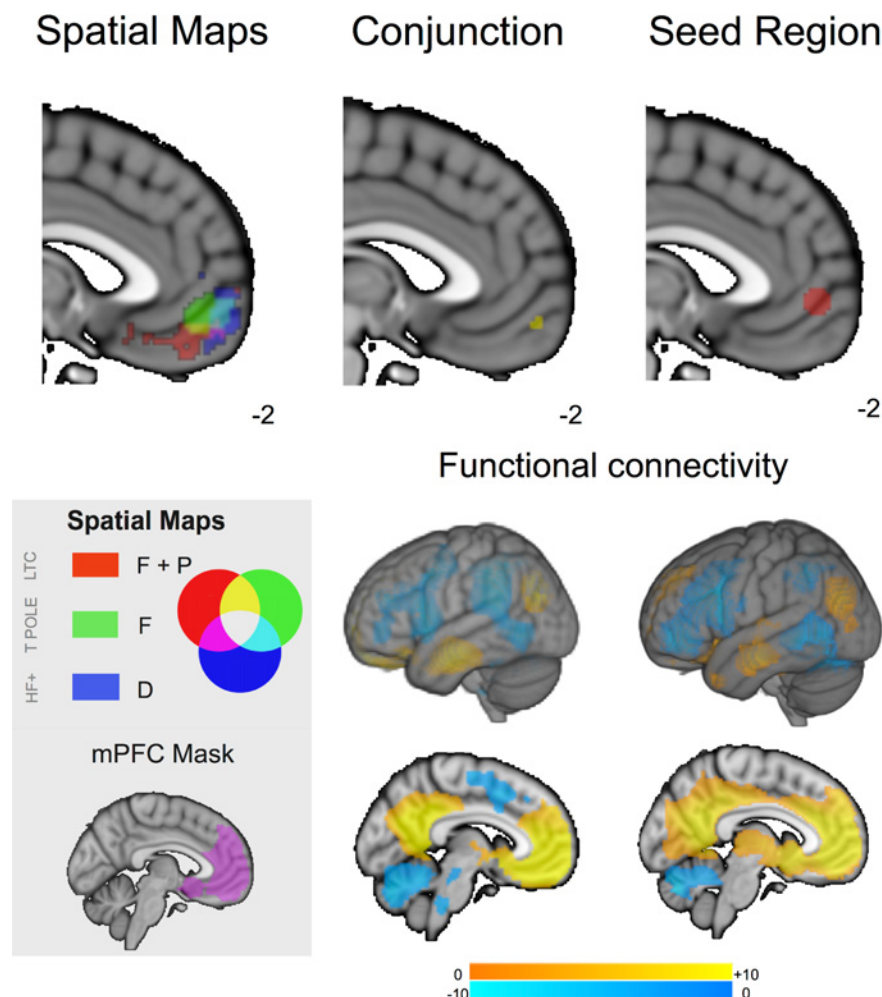 Spatial Maps
Conjunction
Seed Region
-2
-2
-2
Functional connectivity
Spatial Maps
LTC
F + P
T POLE
F
HF+
D
mPFC Mask
0
+10
-10
0